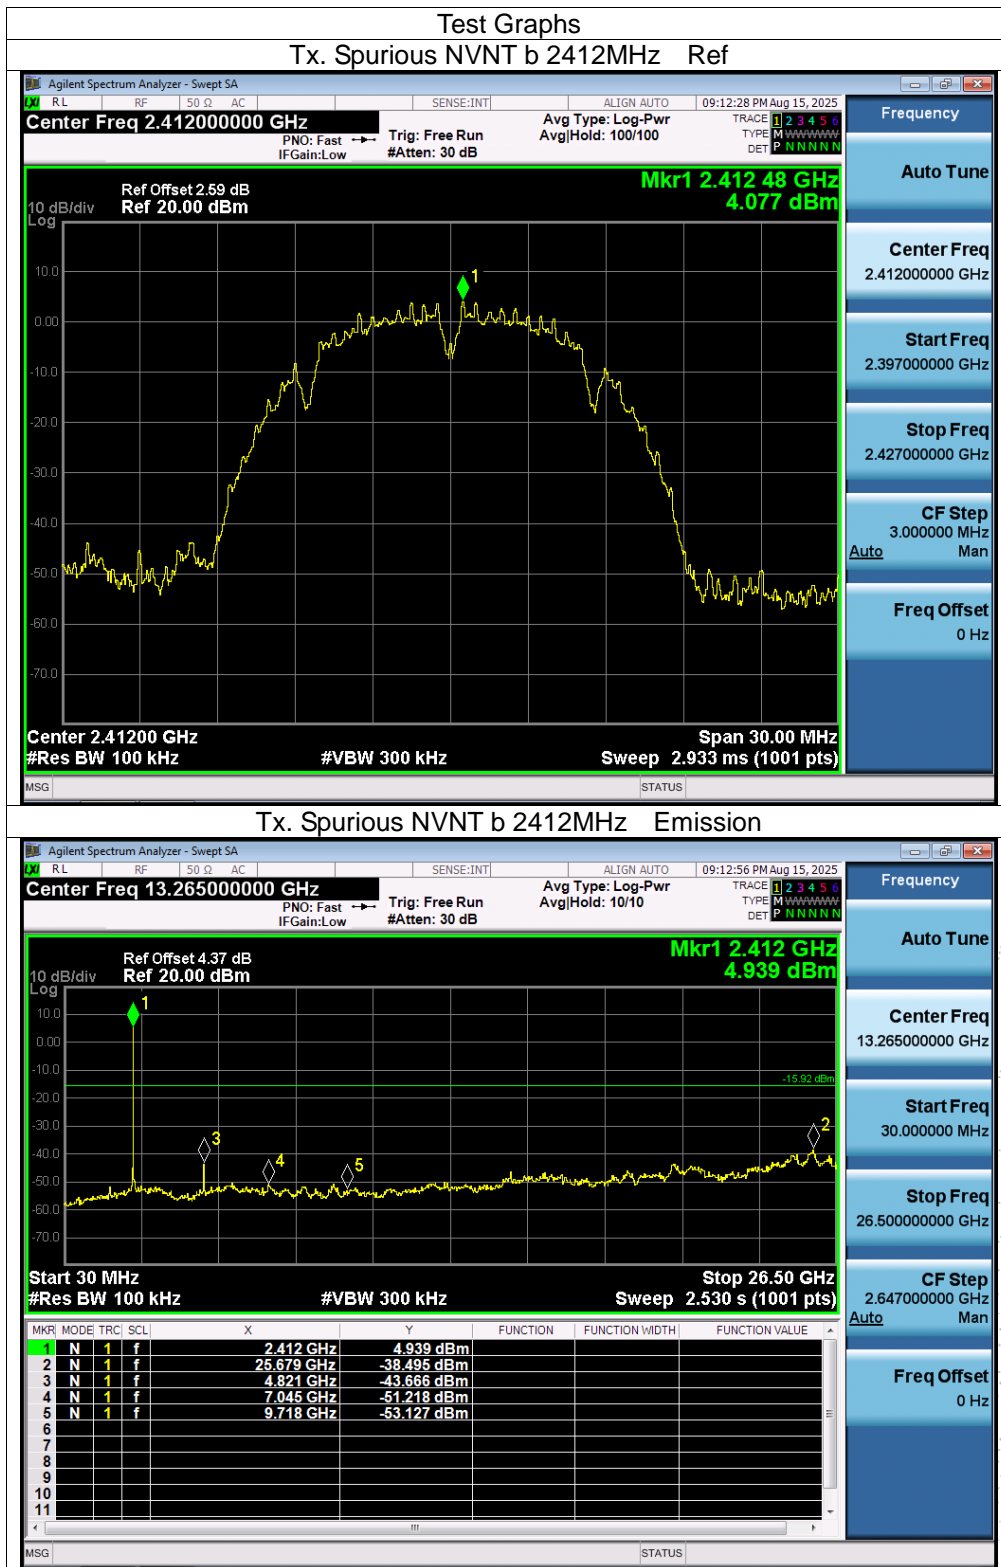 Test Graphs
Tx. Spurious NVNT b 2412MHz Ref
Agilent Spectrum Analyzer - Swept SA
LXI RL RF 50 Ω AC SENSE:INT ALIGN AUTO 09:12:28 PM Aug 15, 2025
Center Freq 2.412000000 GHz
PNO: Fast
IFGain:Low
Trig: Free Run
#Atten: 30 dB
Avg Type: Log-Pwr
Avg|Hold: 100/100
TRACE 1 2 3 4 5 6
TYPE M W W W W W
DET P N N N N N
Mkr1 2.412 48 GHz
4.077 dBm
Ref Offset 2.59 dB
10 dB/div Ref 20.00 dBm
Log
10.0
0.00
-10.0
-20.0
-30.0
-40.0
-50.0
-60.0
-70.0
1
Center 2.41200 GHz Span 30.00 MHz
#Res BW 100 kHz #VBW 300 kHz Sweep 2.933 ms (1001 pts)
MSG STATUS
Frequency
Auto Tune
Center Freq
2.412000000 GHz
Start Freq
2.397000000 GHz
Stop Freq
2.427000000 GHz
CF Step
3.000000 MHz
Auto Man
Freq Offset
0 Hz
Tx. Spurious NVNT b 2412MHz Emission
Agilent Spectrum Analyzer - Swept SA
LXI RL RF 50 Ω AC SENSE:INT ALIGN AUTO 09:12:56 PM Aug 15, 2025
Center Freq 13.265000000 GHz
PNO: Fast
IFGain:Low
Trig: Free Run
#Atten: 30 dB
Avg Type: Log-Pwr
Avg|Hold: 10/10
TRACE 1 2 3 4 5 6
TYPE M W W W W W
DET P N N N N N
Mkr1 2.412 GHz
4.939 dBm
Ref Offset 4.37 dB
10 dB/div Ref 20.00 dBm
Log
10.0
0.00
-10.0
-20.0
-30.0
-40.0
-50.0
-60.0
-70.0
1
-15.92 dBm
2
3
4
5
Start 30 MHz Stop 26.50 GHz
#Res BW 100 kHz #VBW 300 kHz Sweep 2.530 s (1001 pts)
MKR MODE TRC SCL X Y FUNCTION FUNCTION WIDTH FUNCTION VALUE
1 N 1 f 2.412 GHz 4.939 dBm
2 N 1 f 25.679 GHz -38.495 dBm
3 N 1 f 4.821 GHz -43.666 dBm
4 N 1 f 7.045 GHz -51.218 dBm
5 N 1 f 9.718 GHz -53.127 dBm
6
7
8
9
10
11
MSG STATUS
Frequency
Auto Tune
Center Freq
13.265000000 GHz
Start Freq
30.000000 MHz
Stop Freq
26.500000000 GHz
CF Step
2.647000000 GHz
Auto Man
Freq Offset
0 Hz